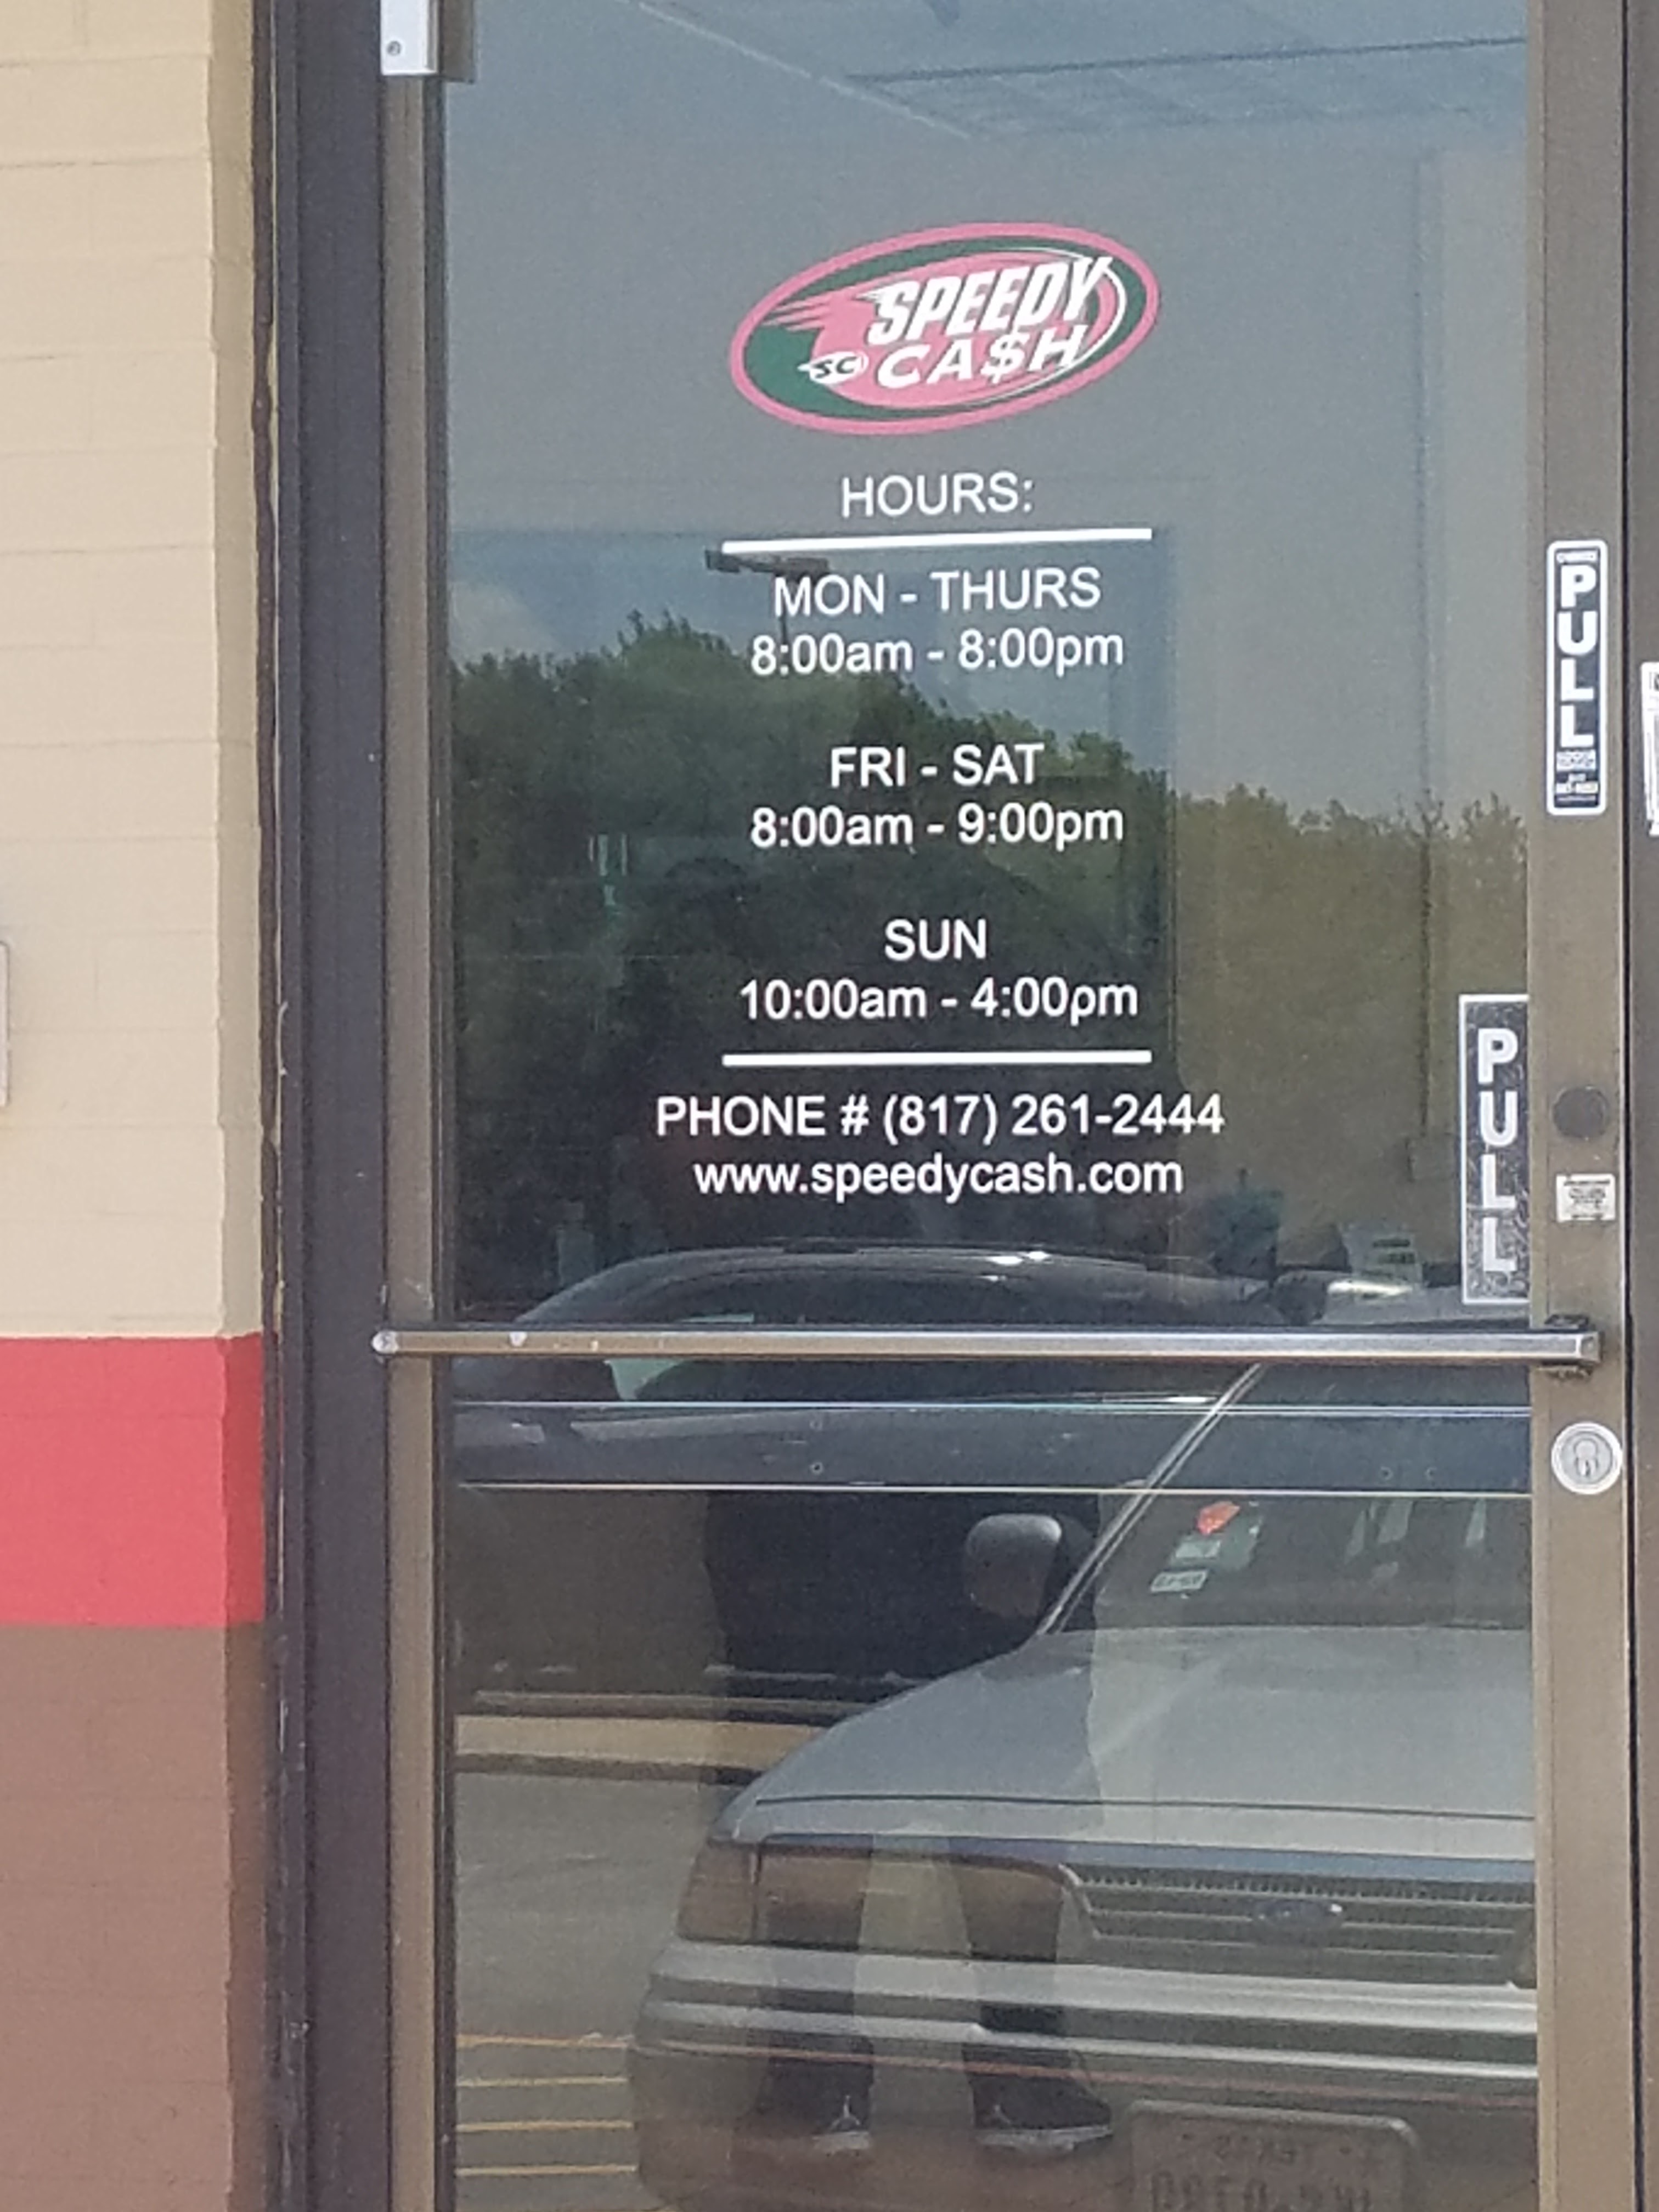 SPEEDY
SC CA$H
HOURS:
MON - THURS
8:00am - 8:00pm
FRI - SAT
8:00am - 9:00pm
SUN
10:00am - 4:00pm
PHONE # (817) 261-2444
www.speedycash.com
PULL
PULL
TEXAS